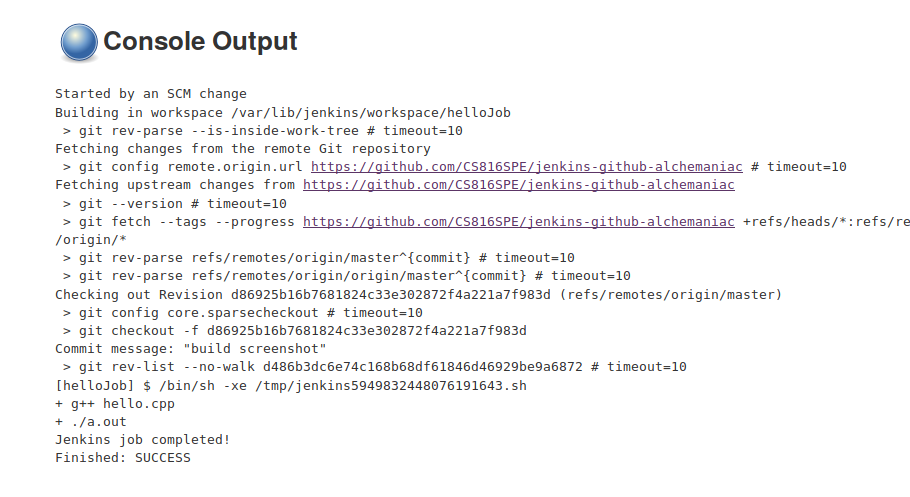 Console Output
Started by an SCM change
Building in workspace /var/lib/jenkins/workspace/helloJob
 > git rev-parse --is-inside-work-tree # timeout=10
Fetching changes from the remote Git repository
 > git config remote.origin.url https://github.com/CS816SPE/jenkins-github-alchemaniac # timeout=10
Fetching upstream changes from https://github.com/CS816SPE/jenkins-github-alchemaniac
 > git --version # timeout=10
 > git fetch --tags --progress https://github.com/CS816SPE/jenkins-github-alchemaniac +refs/heads/*:refs/re
/origin/*
 > git rev-parse refs/remotes/origin/master^{commit} # timeout=10
 > git rev-parse refs/remotes/origin/origin/master^{commit} # timeout=10
Checking out Revision d86925b16b7681824c33e302872f4a221a7f983d (refs/remotes/origin/master)
 > git config core.sparsecheckout # timeout=10
 > git checkout -f d86925b16b7681824c33e302872f4a221a7f983d
Commit message: "build screenshot"
 > git rev-list --no-walk d486b3dc6e74c168b68df61846d46929be9a6872 # timeout=10
[helloJob] $ /bin/sh -xe /tmp/jenkins5949832448076191643.sh
+ g++ hello.cpp
+ ./a.out
Jenkins job completed!
Finished: SUCCESS